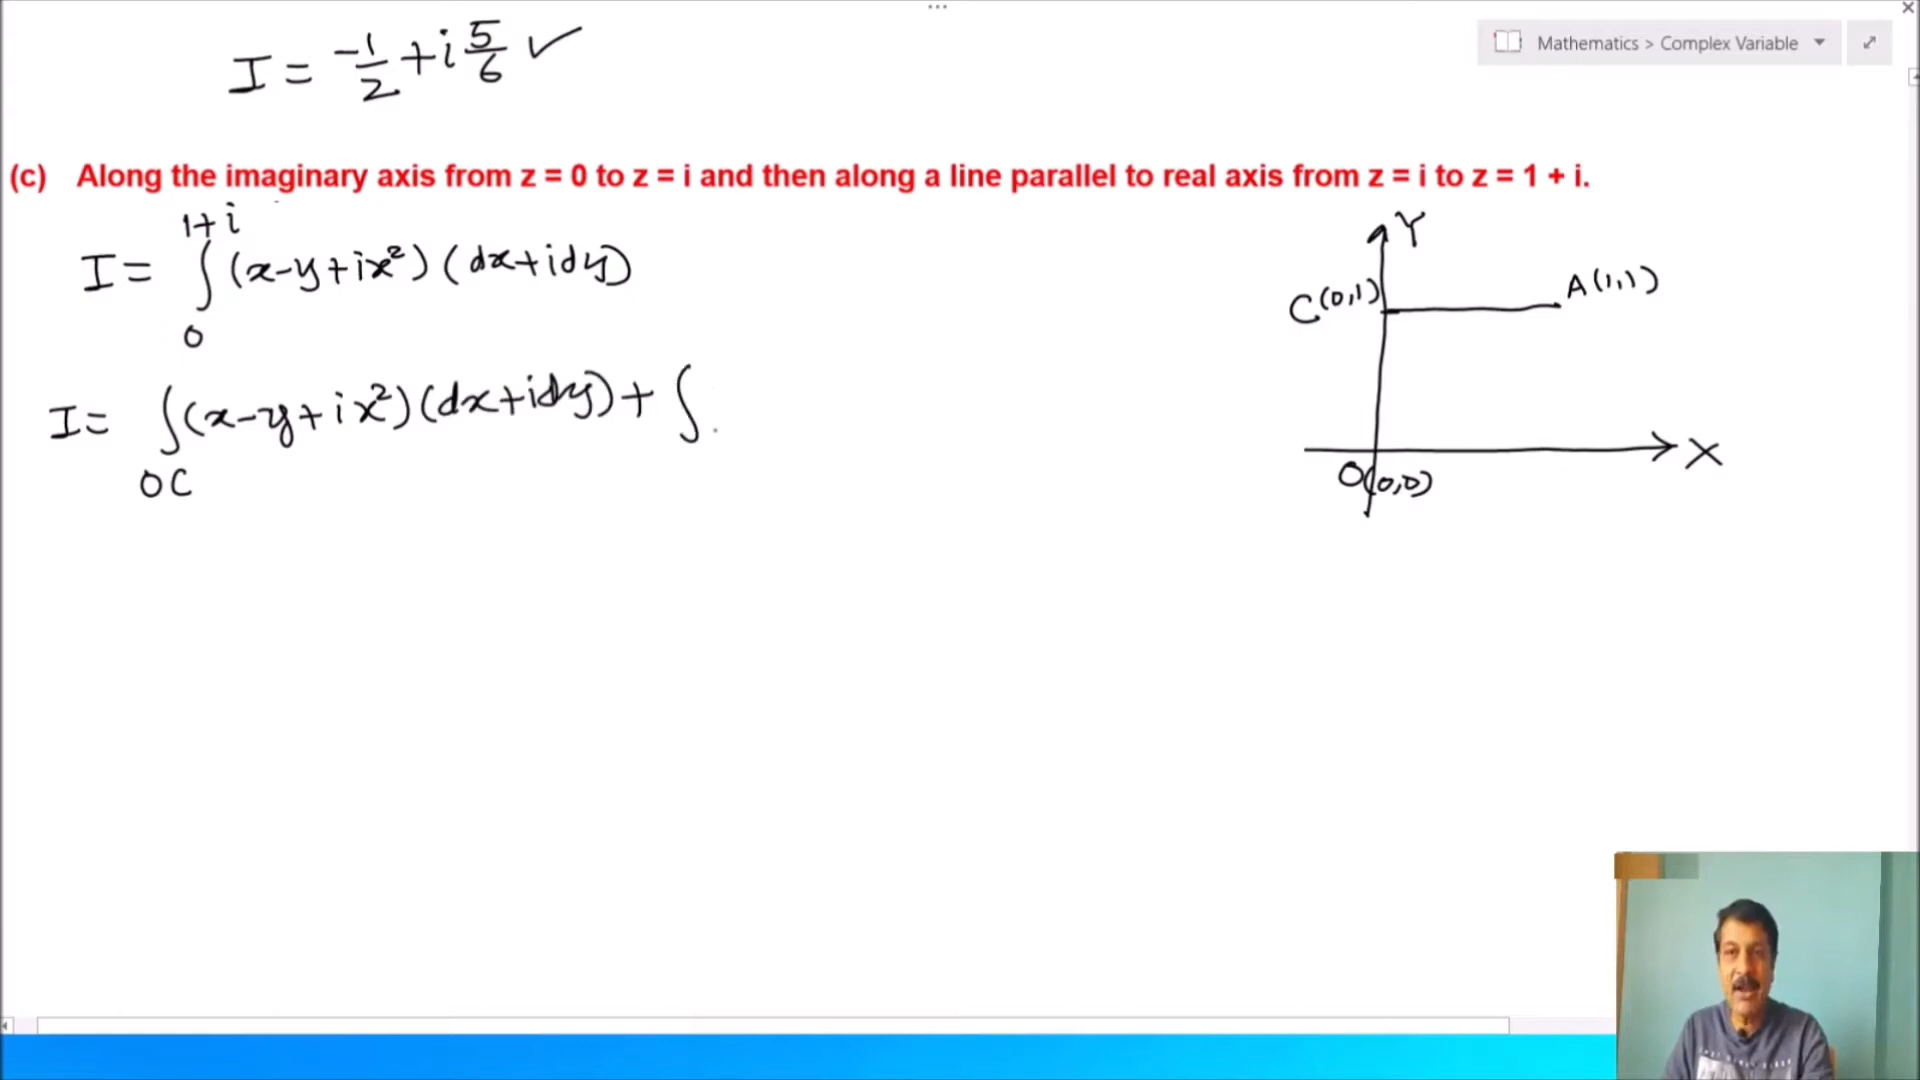 I = -1/2 + i 5/6 ✓
Mathematics > Complex Variable
(c) Along the imaginary axis from z = 0 to z = i and then along a line parallel to real axis from z = i to z = 1 + i.
1+i
I = ∫ (x-y+ix²)(dx+idy)
0
I = ∫(x-y+ix²)(dx+idy) + ∫
OC
Y
C(0,1)
A(1,1)
X
O(0,0)